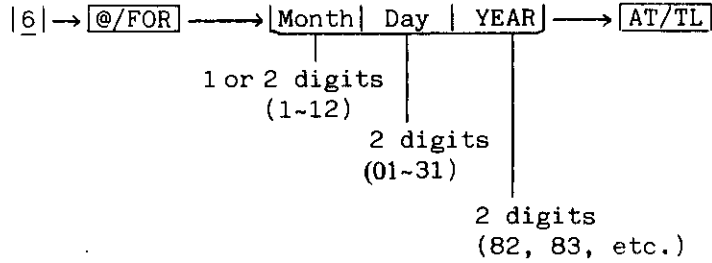 6 @/FOR Month Day YEAR AT/TL
1 or 2 digits
(1~12)
2 digits
(01~31)
2 digits
(82, 83, etc.)